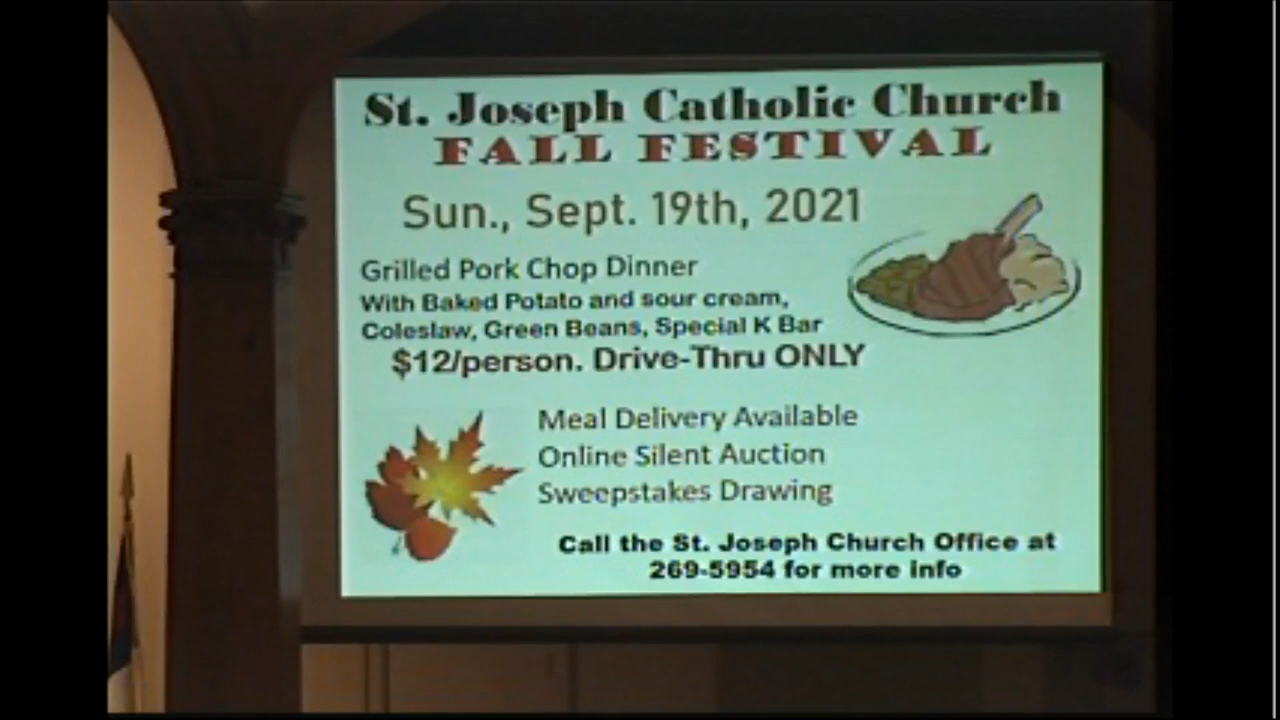 St. Joseph Catholic Church
FALL FESTIVAL
Sun., Sept. 19th, 2021
Grilled Pork Chop Dinner
With Baked Potato and sour cream,
Coleslaw, Green Beans, Special K Bar
$12/person. Drive-Thru ONLY
Meal Delivery Available
Online Silent Auction
Sweepstakes Drawing
Call the St. Joseph Church Office at
269-5954 for more info